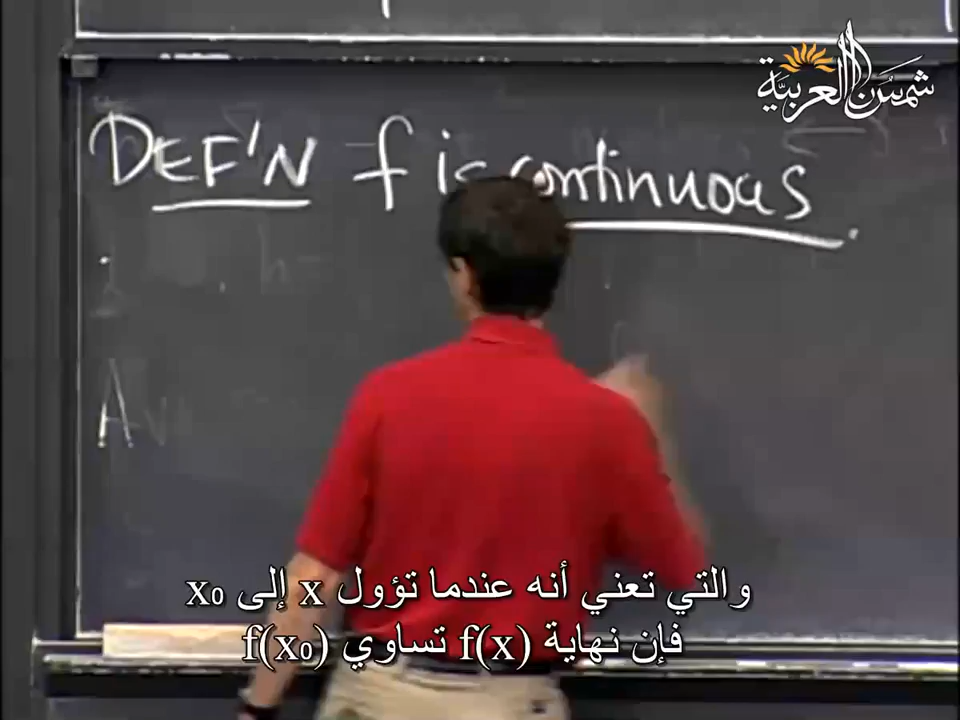 شمس العربية
DEF'N f is continuous.
والتي تعني أنه عندما تؤول x إلى x₀
فإن نهاية f(x) تساوي f(x₀)